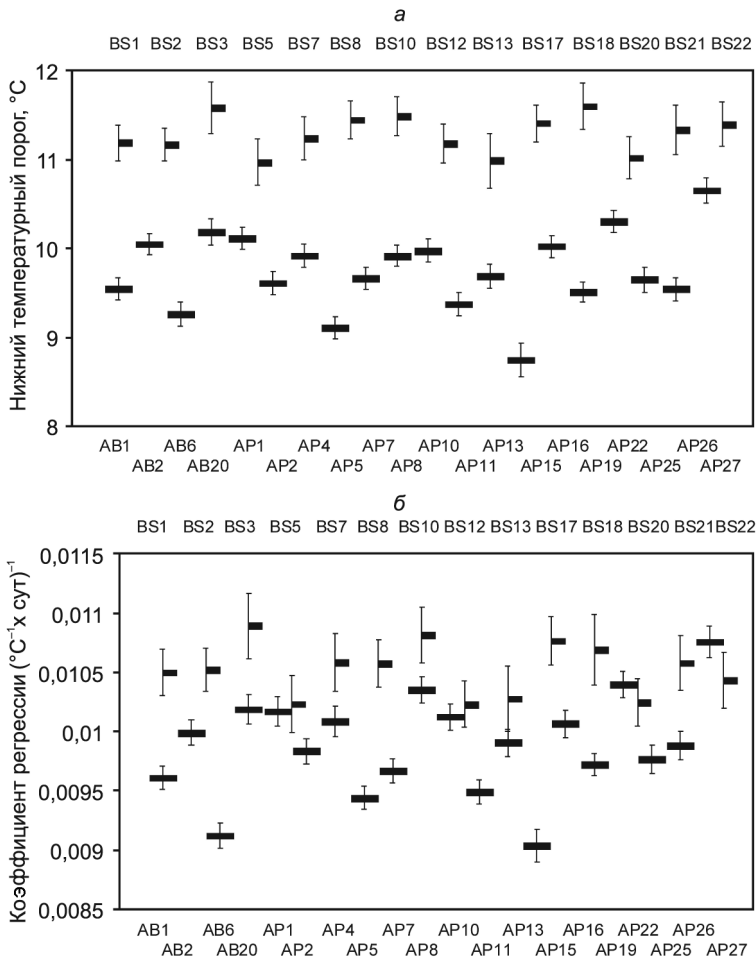 а
BS1 BS2 BS3 BS5 BS7 BS8 BS10 BS12 BS13 BS17 BS18 BS20 BS21 BS22
12
11
10
9
8
Нижний температурный порог, °C
AB1 AB6 AP1 AP4 AP7 AP10 AP13 AP16 AP22 AP26
AB2 AB20 AP2 AP5 AP8 AP11 AP15 AP19 AP25 AP27
б
BS1 BS2 BS3 BS5 BS7 BS8 BS10 BS12 BS13 BS17 BS18 BS20 BS21 BS22
0,0115
0,011
0,0105
0,01
0,0095
0,009
0,0085
Коэффициент регрессии (°C⁻¹х сут)⁻¹
AB1 AB6 AP1 AP4 AP7 AP10 AP13 AP16 AP22 AP26
AB2 AB20 AP2 AP5 AP8 AP11 AP15 AP19 AP25 AP27